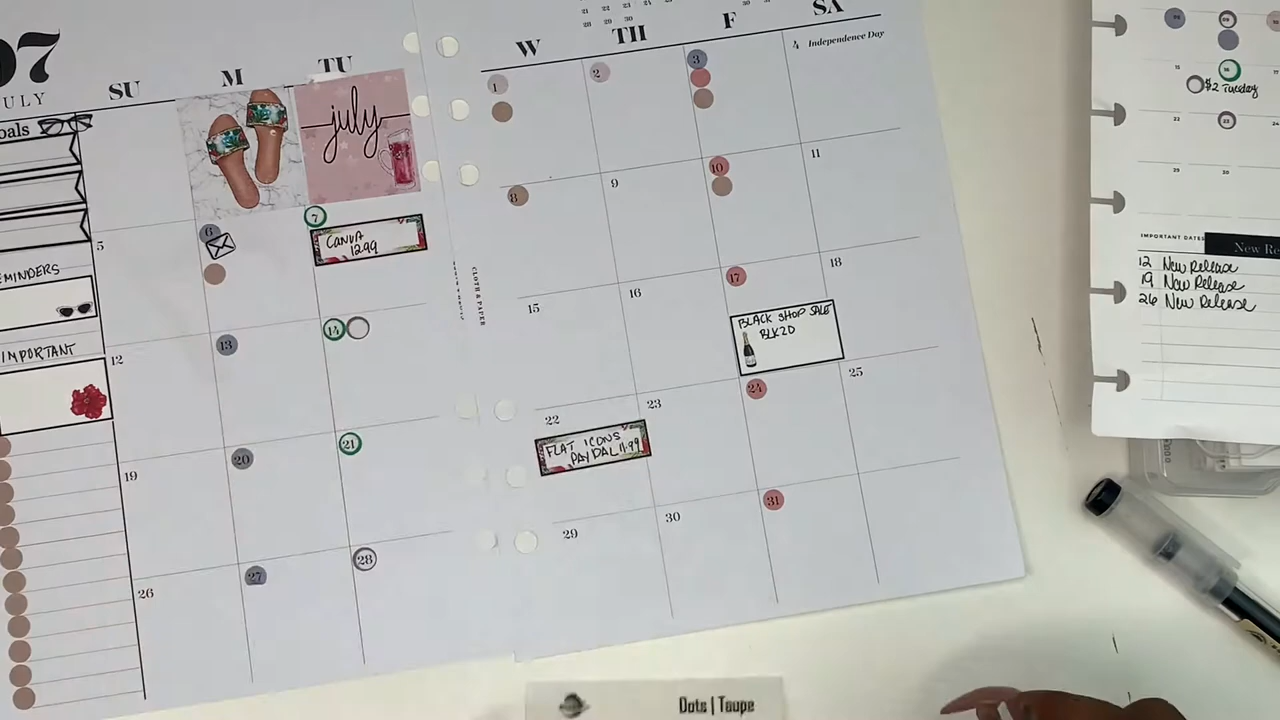 07
JULY
SU M TU W TH F SA
oals
EMINDERS
IMPORTANT
july
1 2 3 4 Independence Day
5 6 7 8 9 10 11
CANVA
12.99
12 13 14 15 16 17 18
BLACK SHOP SALE
BLK20
19 20 21 22 23 24 25
FLAT ICONS
PAYPAL 11.99
26 27 28 29 30 31
CLOTH & PAPER
$2 Tuesday
IMPORTANT DATES
New Re
12 New Release
19 New Release
26 New Release
Dots | Taupe